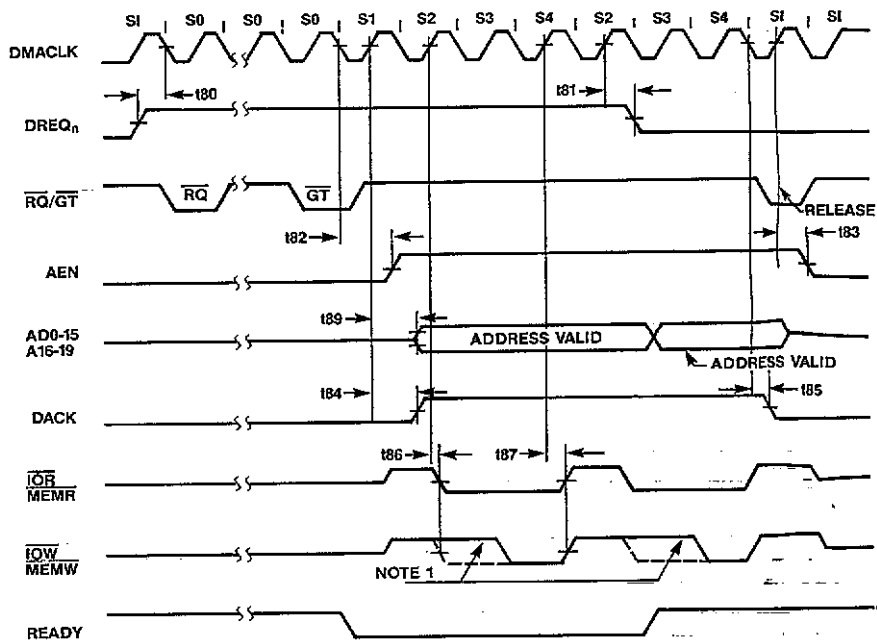 SI S0 S0 S0 S1 S2 S3 S4 S2 S3 S4 SI SI
DMACLK
t80
t81
DREQn
RQ/GT
RQ
GT
RELEASE
t82
t83
AEN
t89
AD0-15
A16-19
ADDRESS VALID
ADDRESS VALID
t84
t85
DACK
t86
t87
IOR
MEMR
IOW
MEMW
NOTE 1
READY